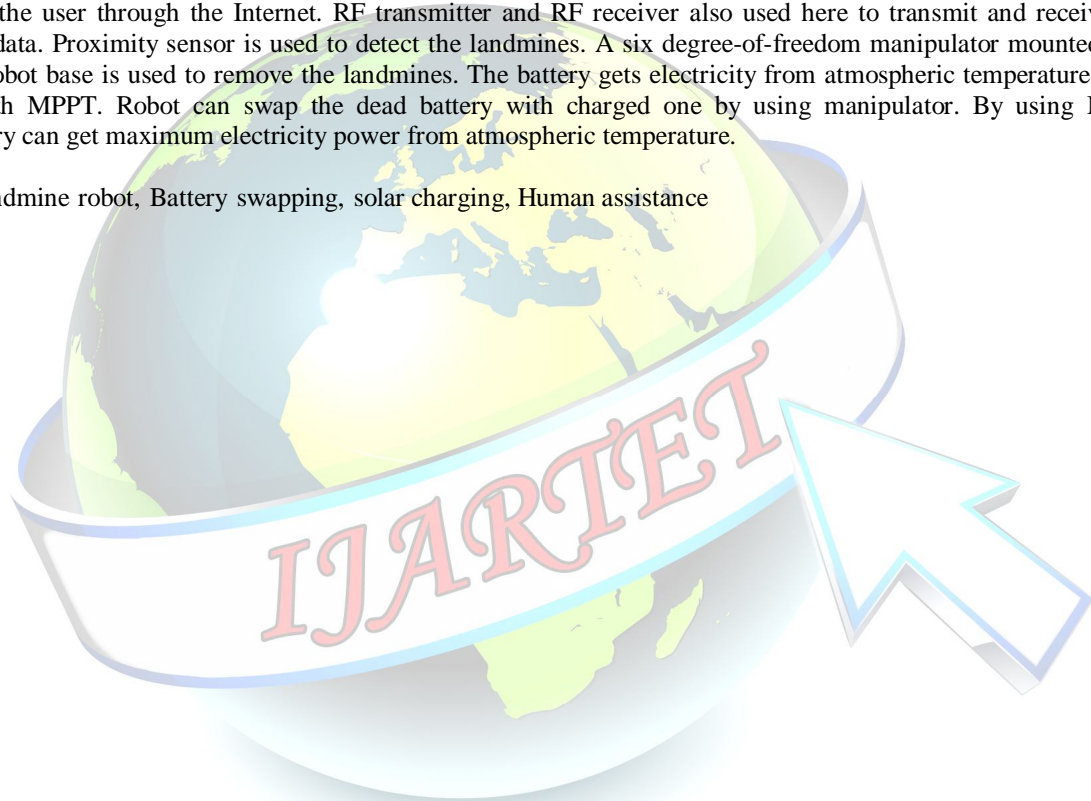 the user through the Internet. RF transmitter and RF receiver also used here to transmit and receiv
data. Proximity sensor is used to detect the landmines. A six degree-of-freedom manipulator mounted
obot base is used to remove the landmines. The battery gets electricity from atmospheric temperature
th MPPT. Robot can swap the dead battery with charged one by using manipulator. By using
ry can get maximum electricity power from atmospheric temperature.
ndmine robot, Battery swapping, solar charging, Human assistance
IJARTET